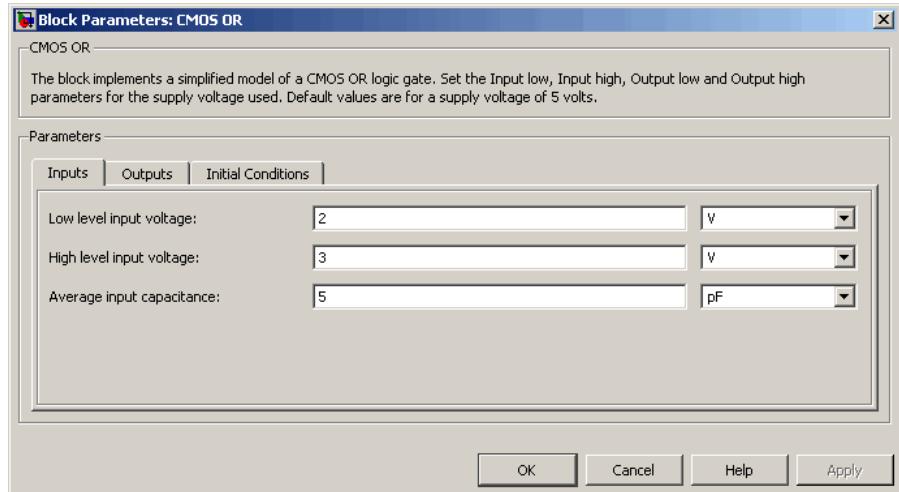 Block Parameters: CMOS OR
CMOS OR
The block implements a simplified model of a CMOS OR logic gate. Set the Input low, Input high, Output low and Output high
parameters for the supply voltage used. Default values are for a supply voltage of 5 volts.
Parameters
Inputs Outputs Initial Conditions
Low level input voltage: 2 V
High level input voltage: 3 V
Average input capacitance: 5 pF
OK Cancel Help Apply